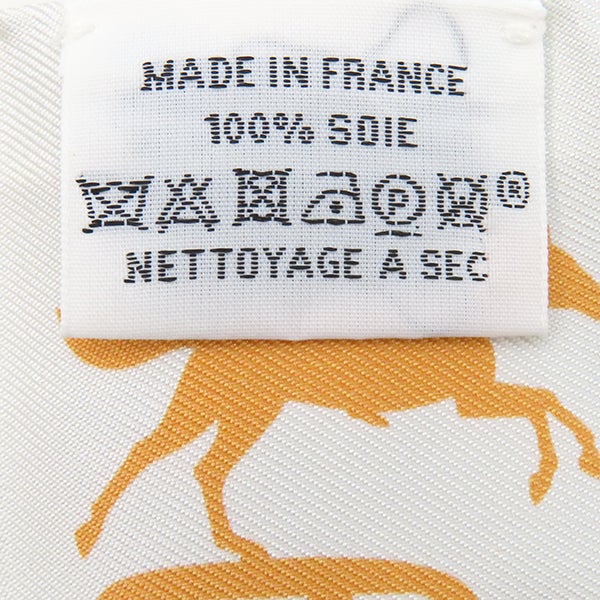 MADE IN FRANCE
100% SOIE
P ®
NETTOYAGE A SEC